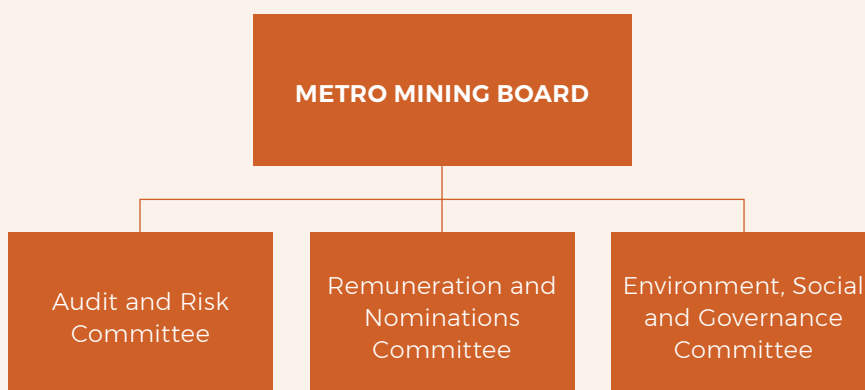 METRO MINING BOARD
Audit and Risk
Committee
Remuneration and
Nominations
Committee
Environment, Social
and Governance
Committee